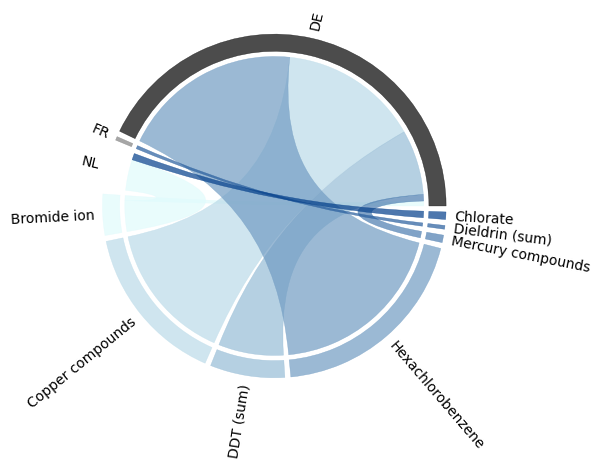 DE
FR
NL
Bromide ion
Copper compounds
DDT (sum)
Hexachlorobenzene
Mercury compounds
Dieldrin (sum)
Chlorate